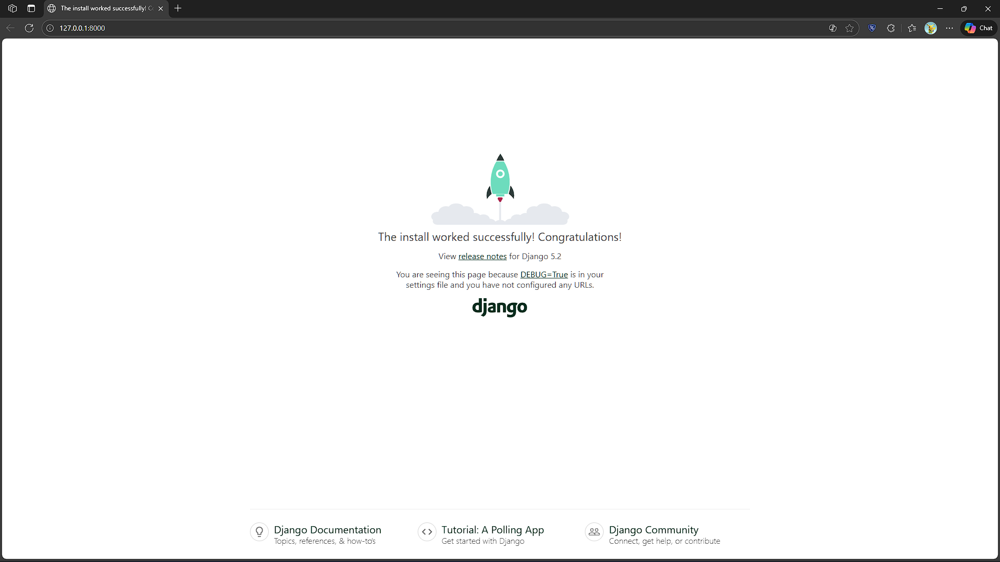 The install worked successfully! C
127.0.0.1:8000
Chat
The install worked successfully! Congratulations!
View release notes for Django 5.2
You are seeing this page because DEBUG=True is in your
settings file and you have not configured any URLs.
django
Django Documentation
Topics, references, & how-to's
Tutorial: A Polling App
Get started with Django
Django Community
Connect, get help, or contribute